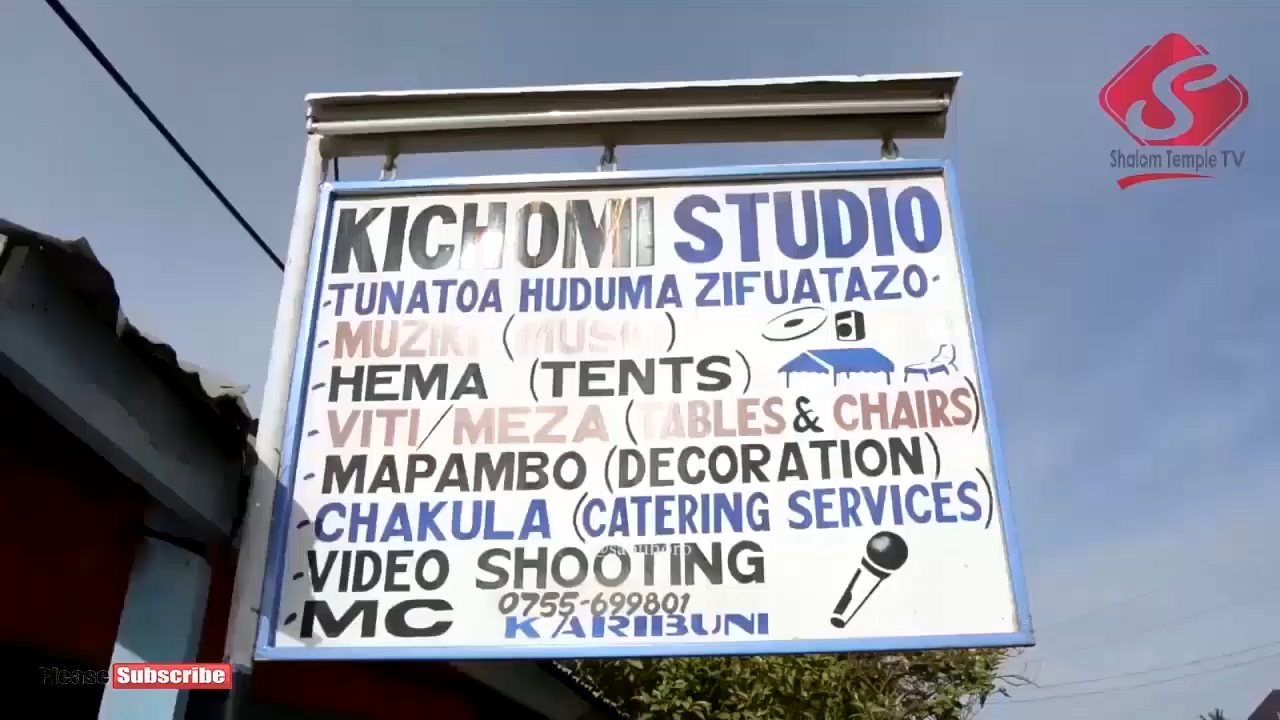 KICHOMI STUDIO
-TUNATOA HUDUMA ZIFUATAZO-
-MUZIKI (MUSIC)
-HEMA (TENTS)
-VITI/MEZA (TABLES & CHAIRS)
-MAPAMBO (DECORATION)
-CHAKULA (CATERING SERVICES)
-VIDEO SHOOTING
-MC
0755-699801
KARIBUNI
Shalom Temple TV
Please Subscribe